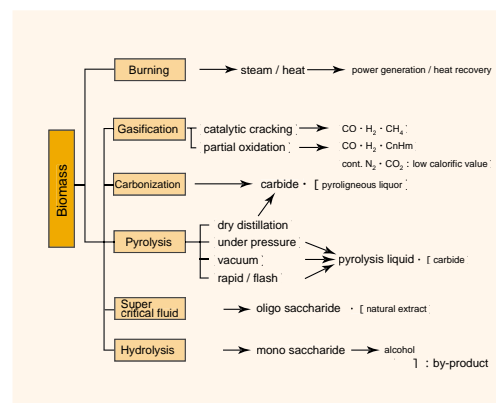 Biomass
Burning
steam / heat
power generation / heat recovery
Gasification
catalytic cracking
CO・H2・CH4
partial oxidation
CO・H2・CnHm
cont. N2・CO2 : low calorific value
Carbonization
carbide・[ pyroligneous liquor ]
Pyrolysis
dry distillation
under pressure
vacuum
rapid / flash
pyrolysis liquid・[ carbide
Super
critical fluid
oligo saccharide ・[ natural extract
Hydrolysis
mono saccharide
alcohol
] : by-product